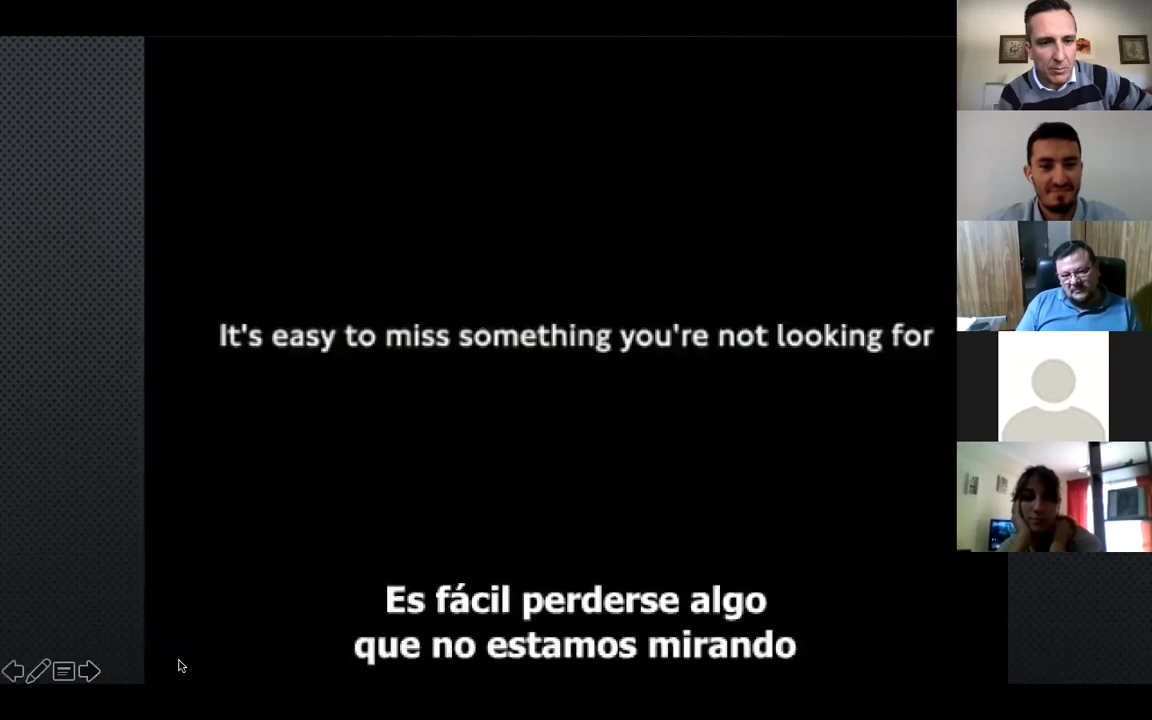 It's easy to miss something you're not looking for
Es fácil perderse algo
que no estamos mirando